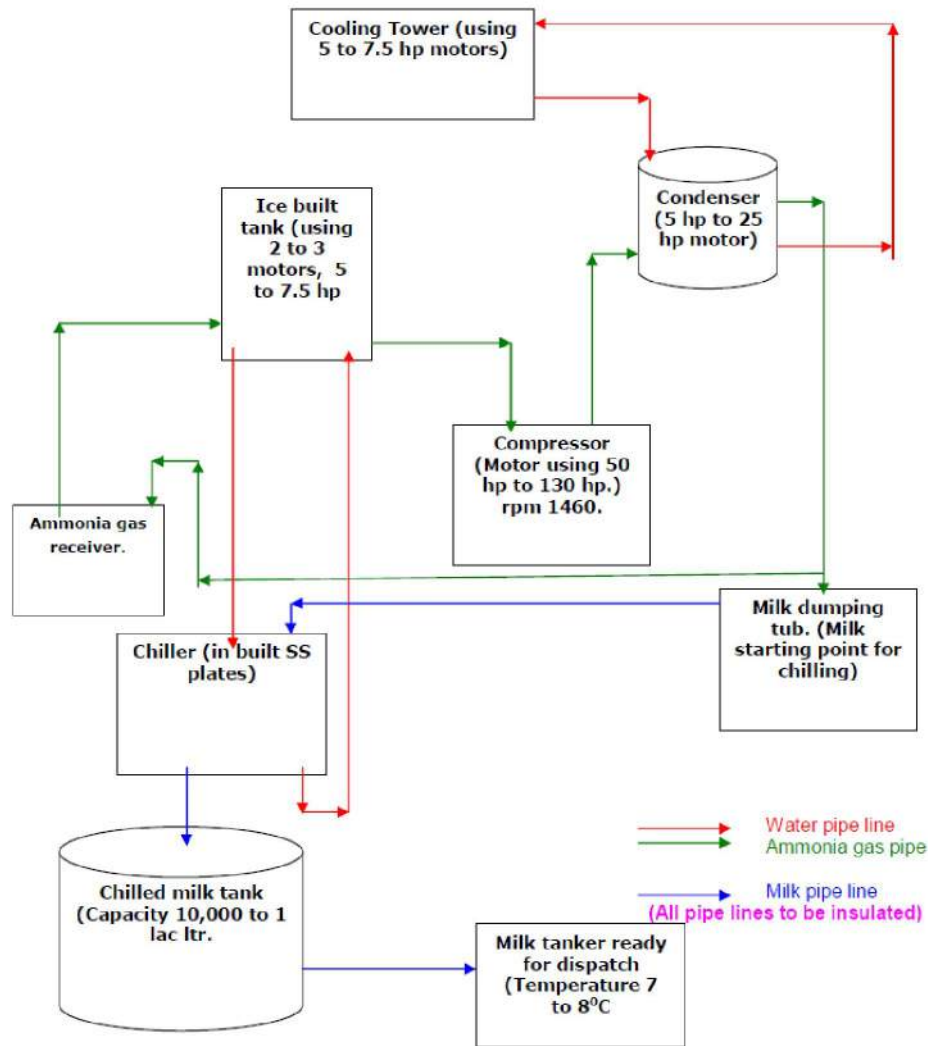 Cooling Tower (using
5 to 7.5 hp motors)
Condenser
(5 hp to 25
hp motor)
Ice built
tank (using
2 to 3
motors, 5
to 7.5 hp
Compressor
(Motor using 50
hp to 130 hp.)
rpm 1460.
Ammonia gas
receiver.
Milk dumping
tub. (Milk
starting point for
chilling)
Chiller (in built SS
plates)
Water pipe line
Ammonia gas pipe
Milk pipe line
(All pipe lines to be insulated)
Chilled milk tank
(Capacity 10,000 to 1
lac ltr.
Milk tanker ready
for dispatch
(Temperature 7
to 8⁰C